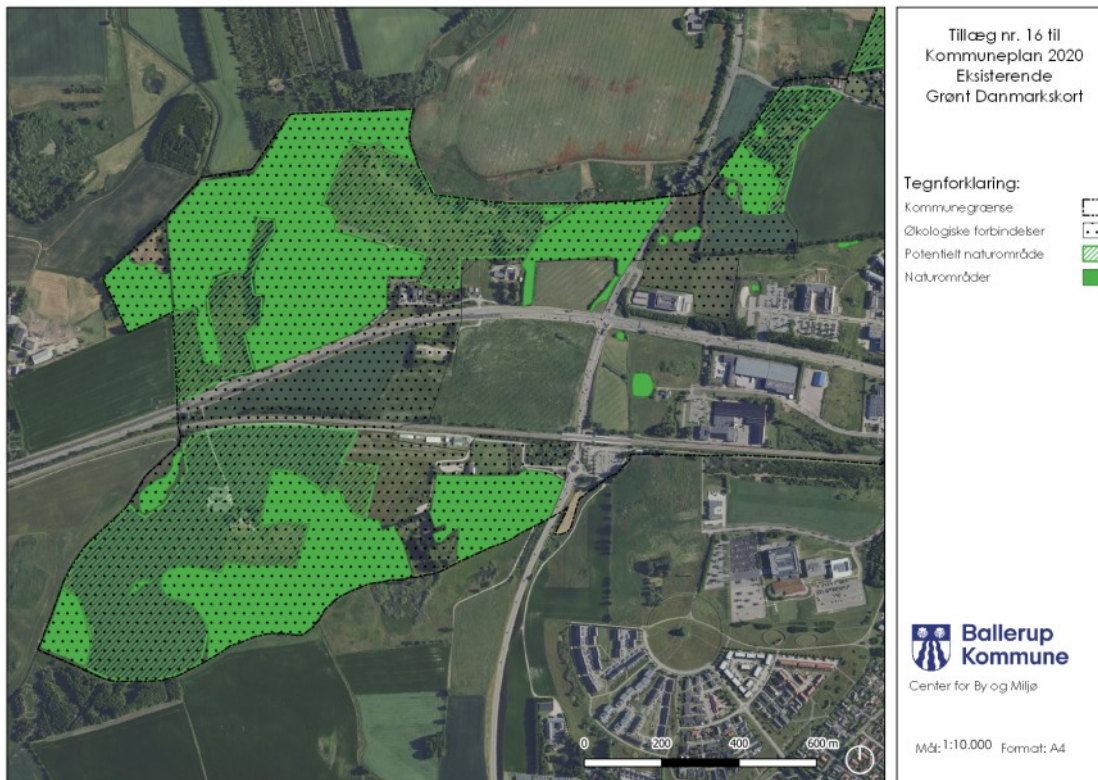 Tillæg nr. 16 til
Kommuneplan 2020
Eksisterende
Grønt Danmarkskort
Tegnforklaring:
Kommunegrænse
Økologiske forbindelser
Potentielt naturområde
Naturområder
Ballerup
Kommune
Center for By og Miljø
0 200 400 600 m
Mål: 1:10.000 Format: A4